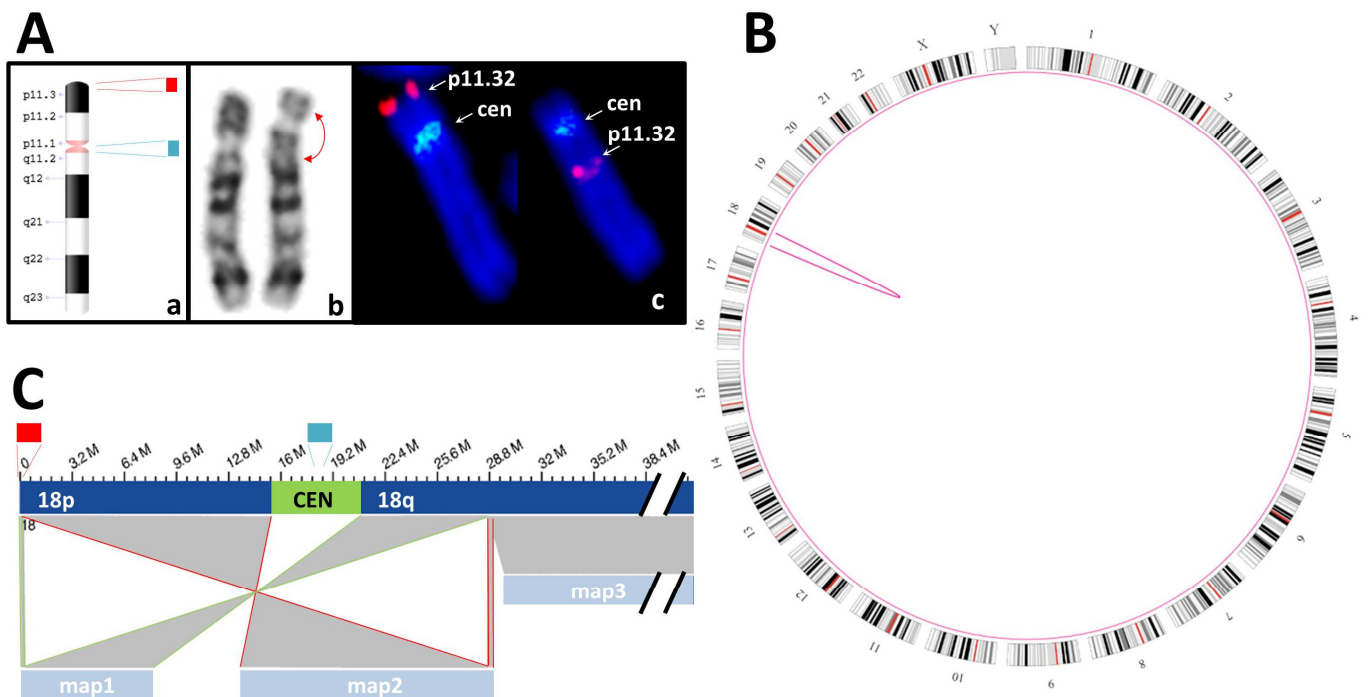 A
B
p11.3
p11.2
p11.1
q11.2
q12
q21
q22
q23
a
b
p11.32
cen
cen
p11.32
c
1
2
3
4
5
6
7
8
9
10
11
12
13
14
15
16
17
18
19
20
21
22
X
Y
C
0 3.2 M 6.4 M 9.6 M 12.8 M 16 M 19.2 M 22.4 M 25.6 M 28.8 M 32 M 35.2 M 38.4 M
18p CEN 18q
18
map3
map1 map2